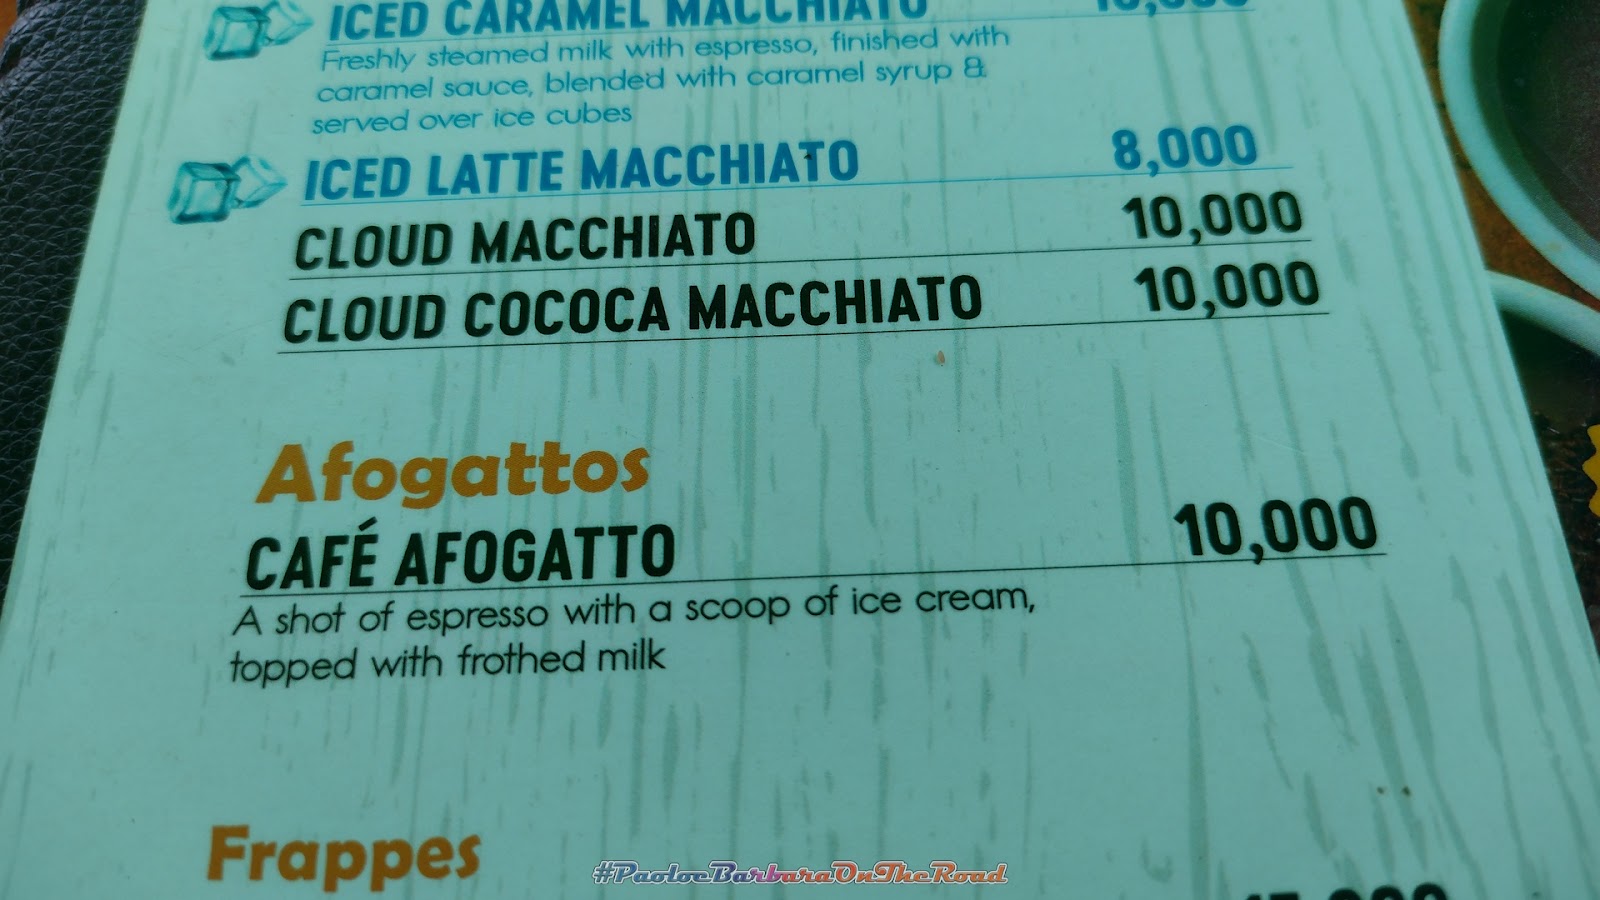 ICED CARAMEL MACCHIATO
Freshly steamed milk with espresso, finished with
caramel sauce, blended with caramel syrup &
served over ice cubes
ICED LATTE MACCHIATO 8,000
CLOUD MACCHIATO 10,000
CLOUD COCOCA MACCHIATO 10,000
Afogattos
CAFÉ AFOGATTO 10,000
A shot of espresso with a scoop of ice cream,
topped with frothed milk
Frappes
#PaoloeBarbaraOnTheRoad